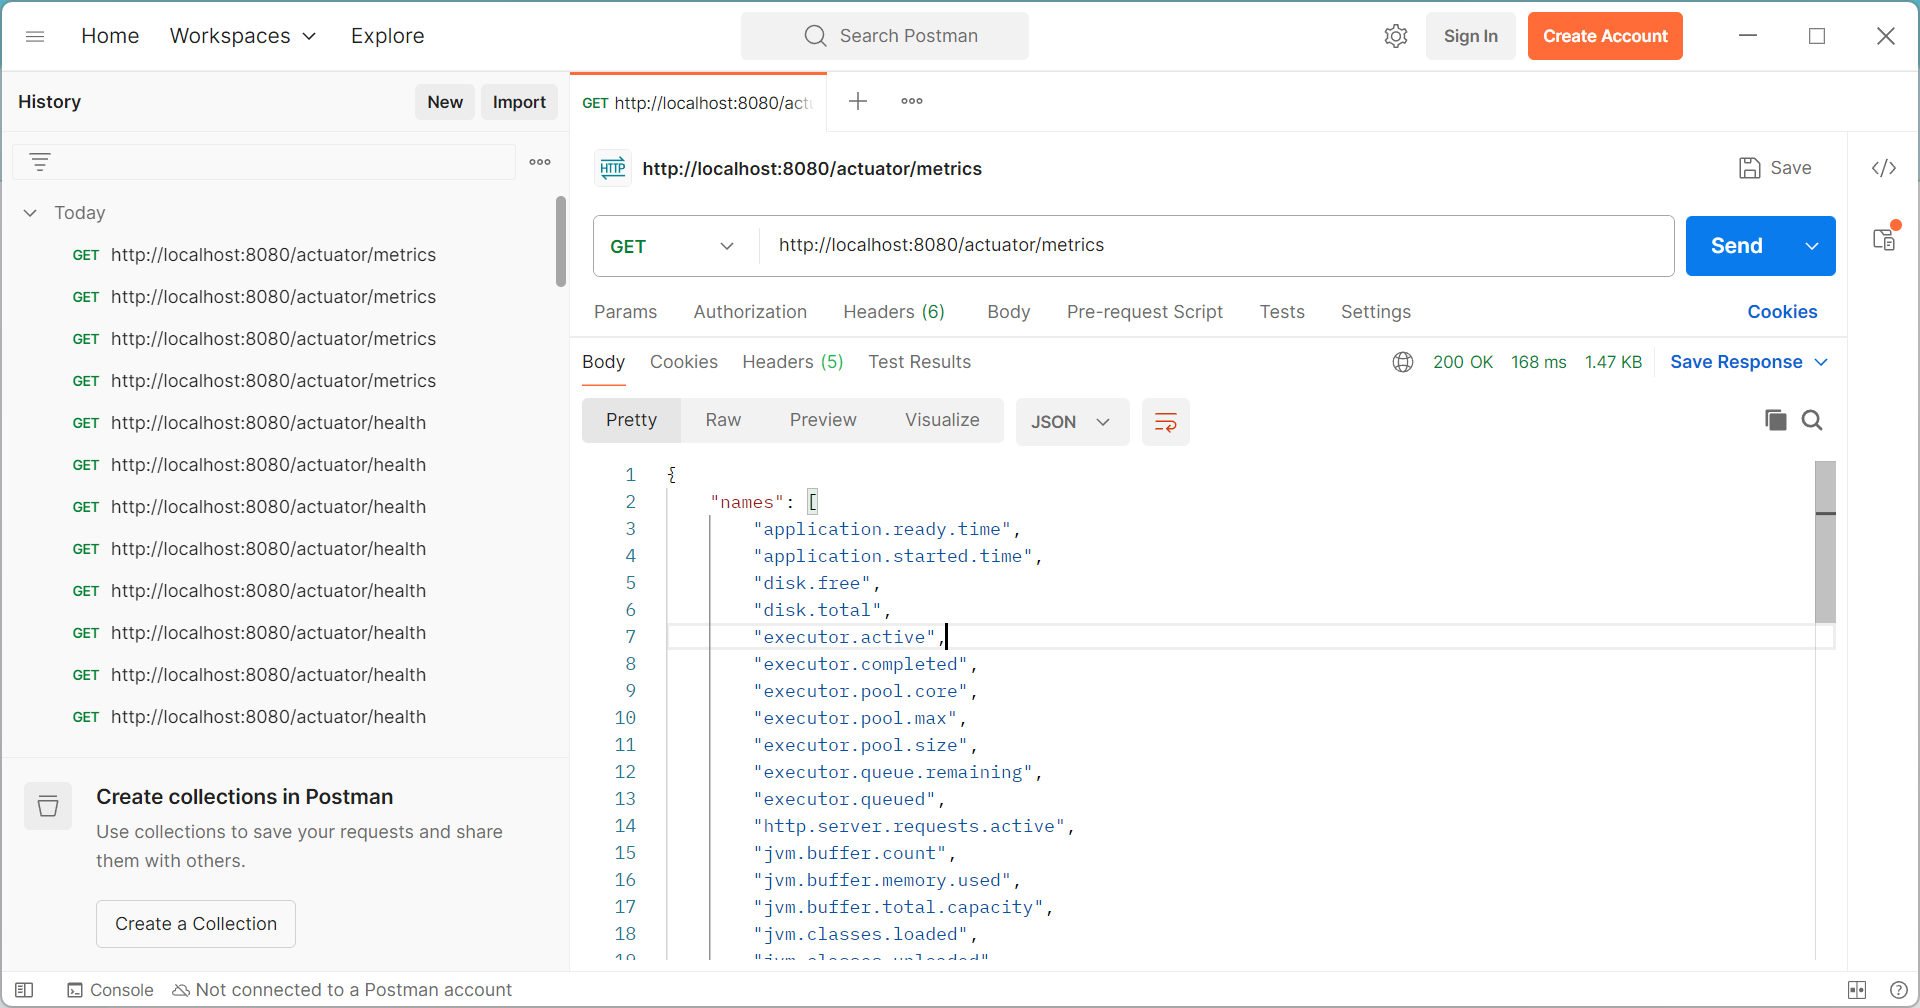 Home Workspaces Explore Search Postman Sign In Create Account
History New Import
GET http://localhost:8080/act
http://localhost:8080/actuator/metrics Save
Today
GET http://localhost:8080/actuator/metrics
GET http://localhost:8080/actuator/metrics
GET http://localhost:8080/actuator/metrics
GET http://localhost:8080/actuator/metrics
GET http://localhost:8080/actuator/health
GET http://localhost:8080/actuator/health
GET http://localhost:8080/actuator/health
GET http://localhost:8080/actuator/health
GET http://localhost:8080/actuator/health
GET http://localhost:8080/actuator/health
GET http://localhost:8080/actuator/health
GET http://localhost:8080/actuator/health
Create collections in Postman
Use collections to save your requests and share
them with others.
Create a Collection
HTTP
GET http://localhost:8080/actuator/metrics Send
Params Authorization Headers (6) Body Pre-request Script Tests Settings Cookies
Body Cookies Headers (5) Test Results 200 OK 168 ms 1.47 KB Save Response
Pretty Raw Preview Visualize JSON
1 {
2 "names": [
3 "application.ready.time",
4 "application.started.time",
5 "disk.free",
6 "disk.total",
7 "executor.active",
8 "executor.completed",
9 "executor.pool.core",
10 "executor.pool.max",
11 "executor.pool.size",
12 "executor.queue.remaining",
13 "executor.queued",
14 "http.server.requests.active",
15 "jvm.buffer.count",
16 "jvm.buffer.memory.used",
17 "jvm.buffer.total.capacity",
18 "jvm.classes.loaded",
Console Not connected to a Postman account